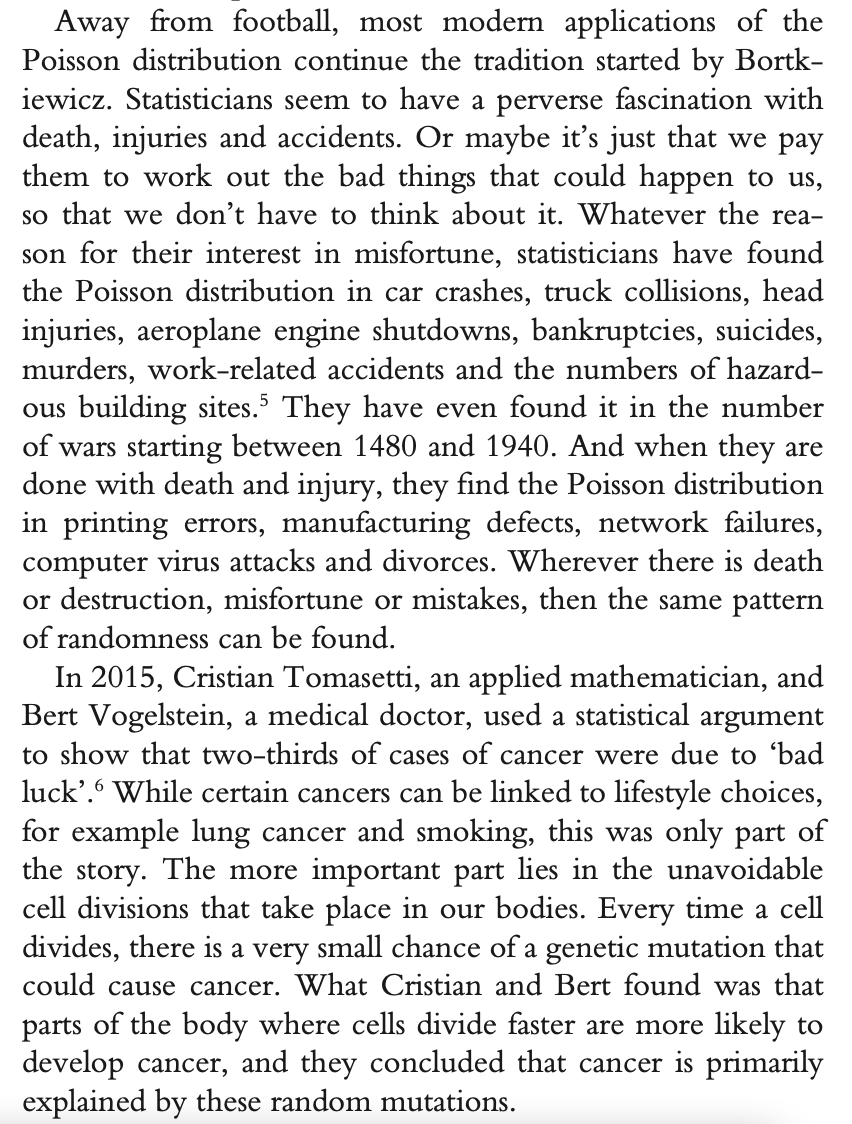 Away from football, most modern applications of the
Poisson distribution continue the tradition started by Bortk-
iewicz. Statisticians seem to have a perverse fascination with
death, injuries and accidents. Or maybe it’s just that we pay
them to work out the bad things that could happen to us,
so that we don’t have to think about it. Whatever the rea-
son for their interest in misfortune, statisticians have found
the Poisson distribution in car crashes, truck collisions, head
injuries, aeroplane engine shutdowns, bankruptcies, suicides,
murders, work-related accidents and the numbers of hazard-
ous building sites.⁵ They have even found it in the number
of wars starting between 1480 and 1940. And when they are
done with death and injury, they find the Poisson distribution
in printing errors, manufacturing defects, network failures,
computer virus attacks and divorces. Wherever there is death
or destruction, misfortune or mistakes, then the same pattern
of randomness can be found.
In 2015, Cristian Tomasetti, an applied mathematician, and
Bert Vogelstein, a medical doctor, used a statistical argument
to show that two-thirds of cases of cancer were due to ‘bad
luck’.⁶ While certain cancers can be linked to lifestyle choices,
for example lung cancer and smoking, this was only part of
the story. The more important part lies in the unavoidable
cell divisions that take place in our bodies. Every time a cell
divides, there is a very small chance of a genetic mutation that
could cause cancer. What Cristian and Bert found was that
parts of the body where cells divide faster are more likely to
develop cancer, and they concluded that cancer is primarily
explained by these random mutations.